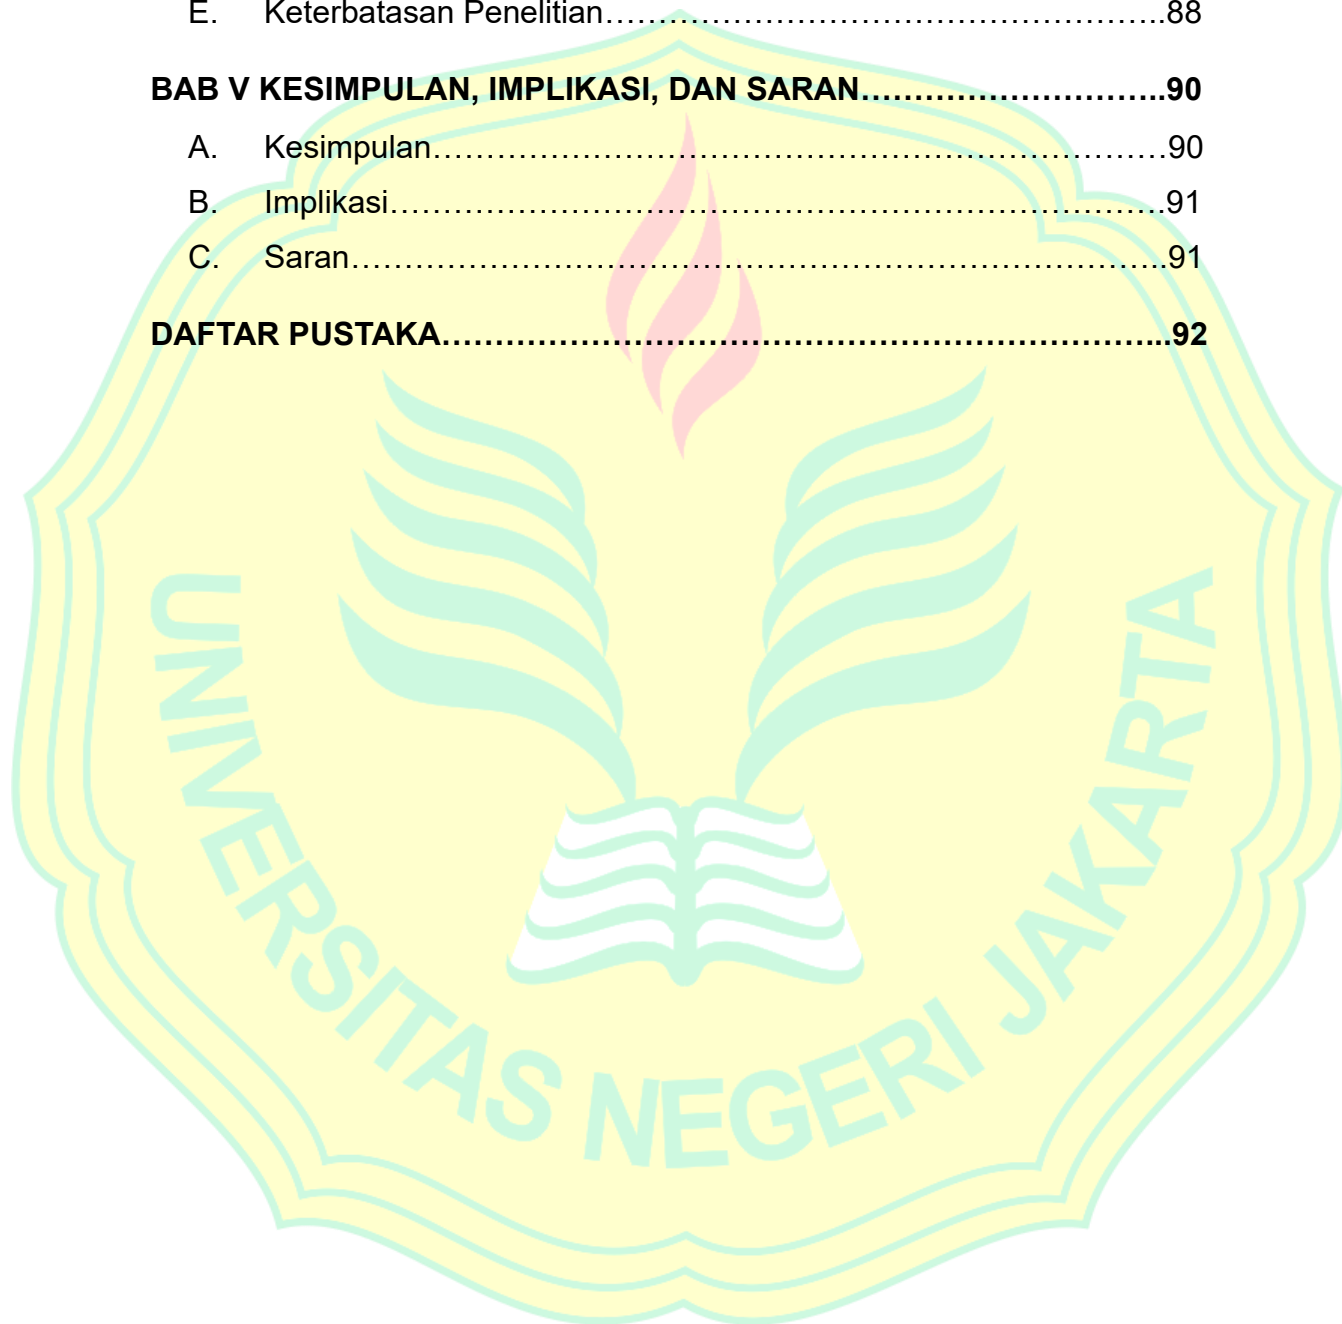 E. Keterbatasan Penelitian……………………………………………….88
BAB V KESIMPULAN, IMPLIKASI, DAN SARAN………………………..90
A. Kesimpulan………………………………………………………………90
B. Implikasi………………………………………………………………….91
C. Saran……………………………………………………………………..91
DAFTAR PUSTAKA……………………………………………………………...92
UNIVERSITAS NEGERI JAKARTA